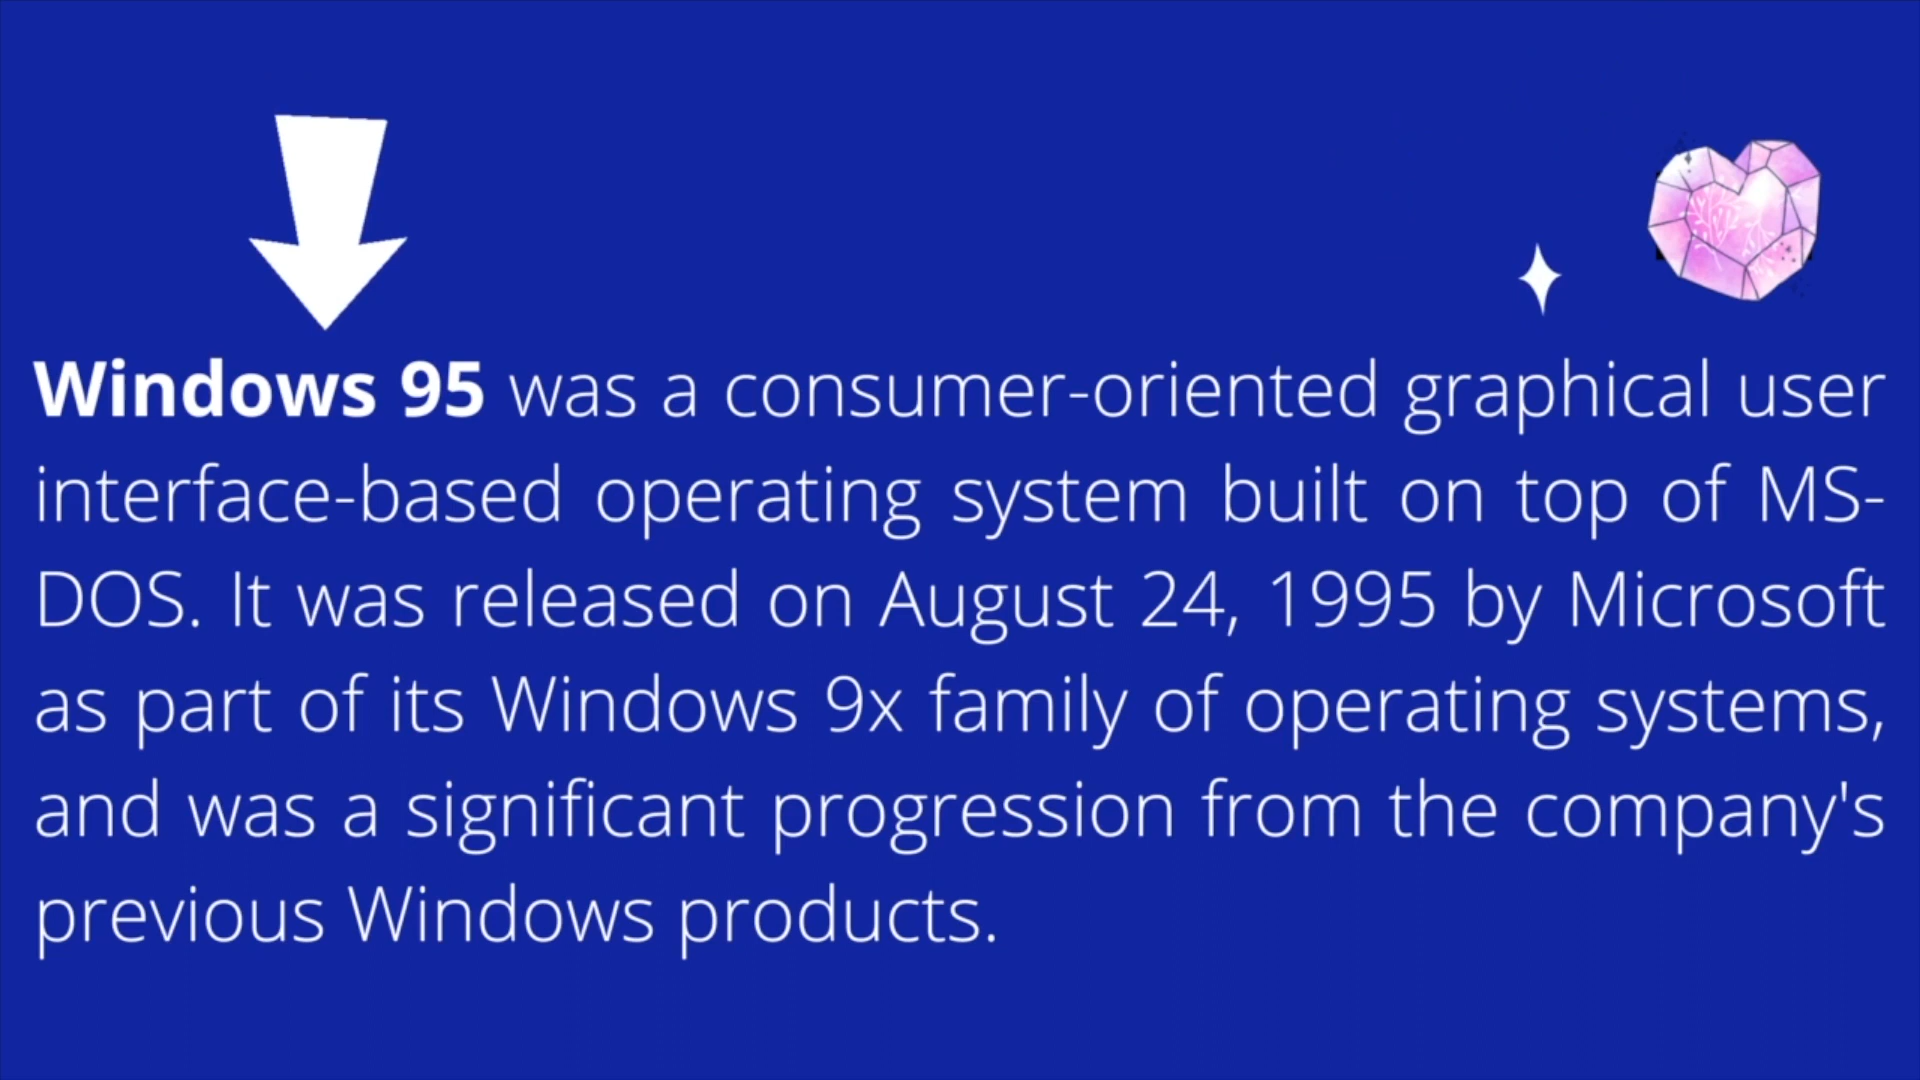 Windows 95 was a consumer-oriented graphical user
interface-based operating system built on top of MS-
DOS. It was released on August 24, 1995 by Microsoft
as part of its Windows 9x family of operating systems,
and was a significant progression from the company's
previous Windows products.